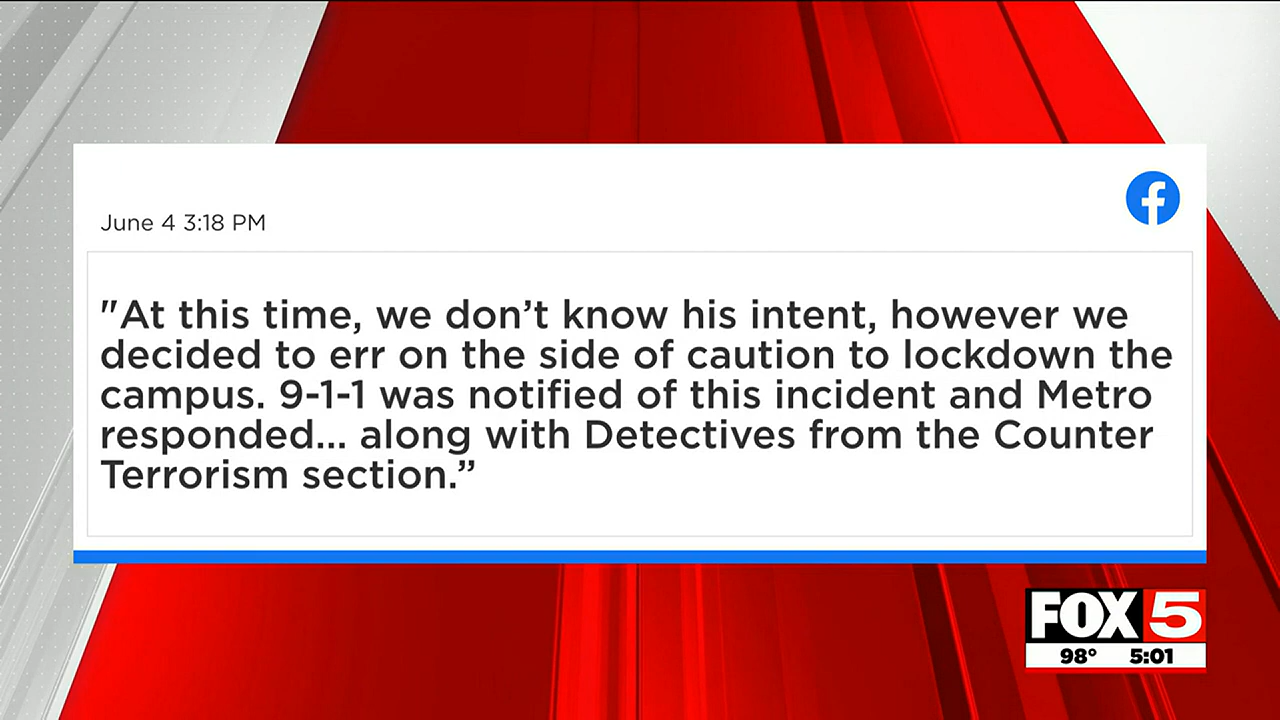 June 4 3:18 PM
"At this time, we don’t know his intent, however we
decided to err on the side of caution to lockdown the
campus. 9-1-1 was notified of this incident and Metro
responded... along with Detectives from the Counter
Terrorism section.”
FOX 5
98° 5:01